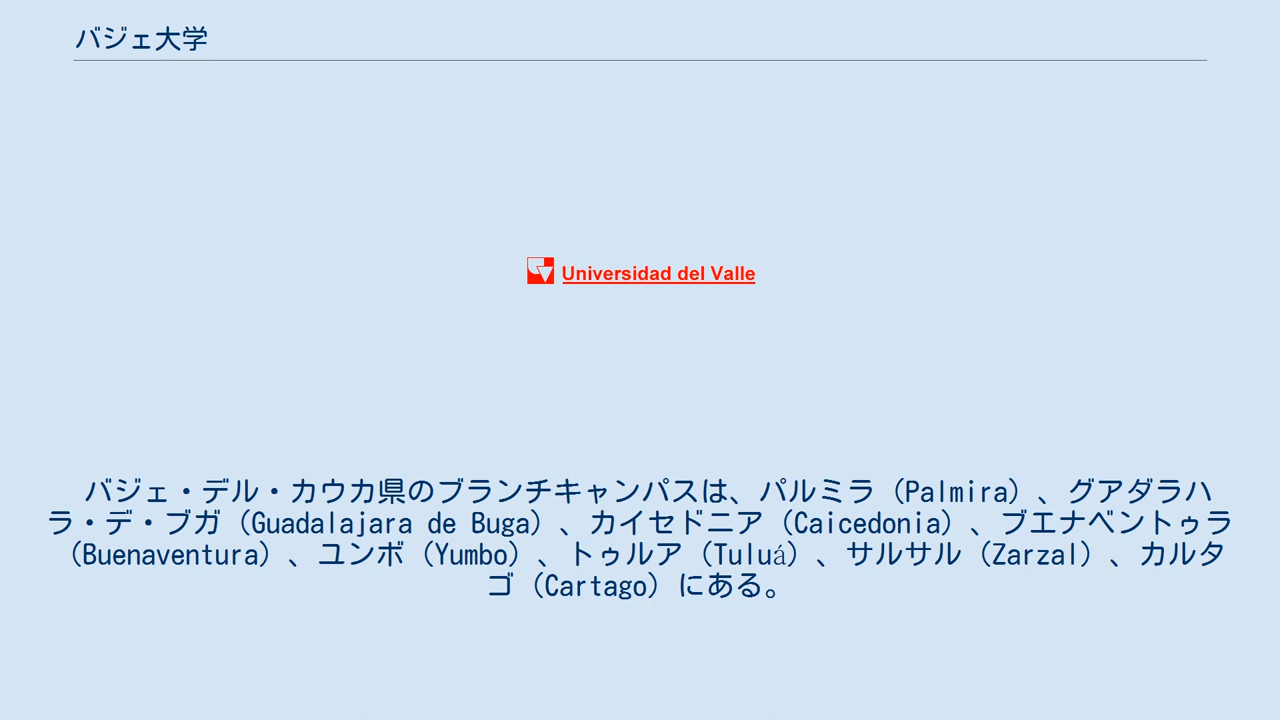 バジェ大学
Universidad del Valle
バジェ・デル・カウカ県のブランチキャンパスは、パルミラ（Palmira）、グアダラハ
ラ・デ・ブガ（Guadalajara de Buga）、カイセドニア（Caicedonia）、ブエナベントゥラ
（Buenaventura）、ユンボ（Yumbo）、トゥルア（Tuluá）、サルサル（Zarzal）、カルタ
ゴ（Cartago）にある。